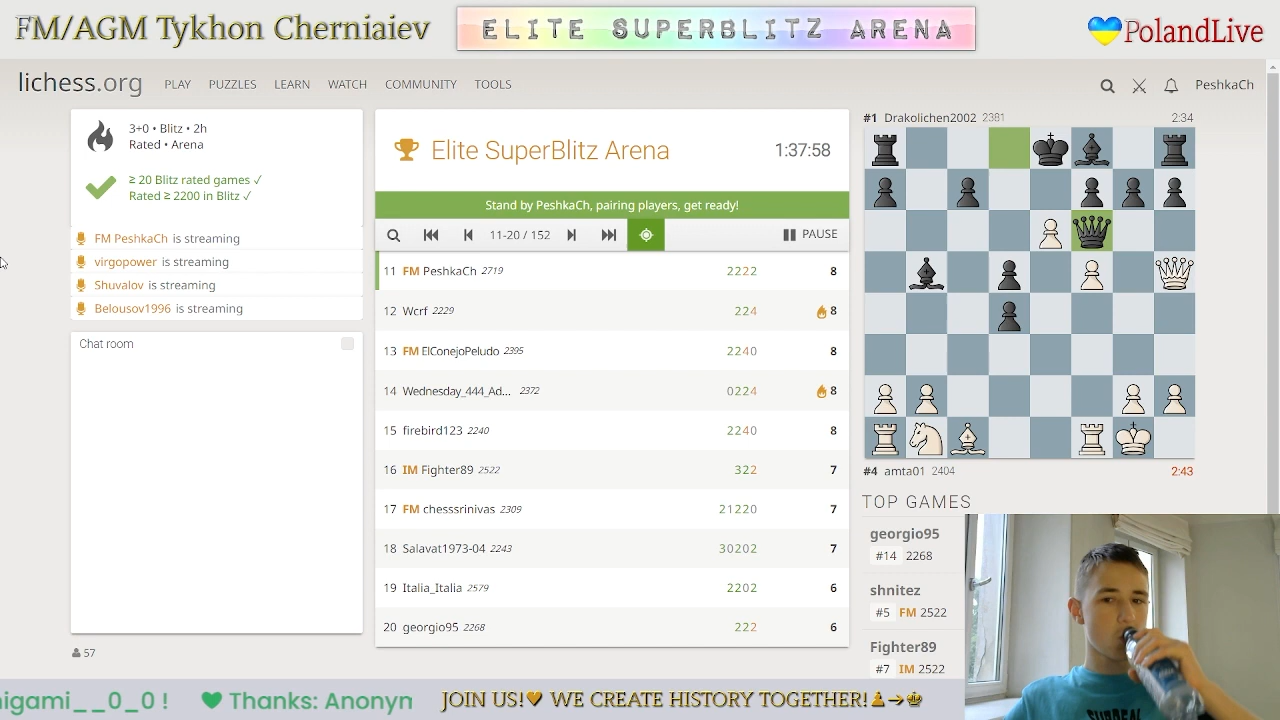 FM/AGM Tykhon Cherniaiev
ELITE SUPERBLITZ ARENA
PolandLive
lichess.org
PLAY
PUZZLES
LEARN
WATCH
COMMUNITY
TOOLS
PeshkaCh
3+0 • Blitz • 2h
Rated • Arena
≥ 20 Blitz rated games ✓
Rated ≥ 2200 in Blitz ✓
FM PeshkaCh is streaming
virgopower is streaming
Shuvalov is streaming
Belousov1996 is streaming
Chat room
57
Elite SuperBlitz Arena
1:37:58
Stand by PeshkaCh, pairing players, get ready!
11-20 / 152
PAUSE
11 FM PeshkaCh 2719 2222 8
12 Wcrf 2229 224 8
13 FM ElConejoPeludo 2395 2240 8
14 Wednesday_444_Ad... 2372 0224 8
15 firebird123 2240 2240 8
16 IM Fighter89 2522 322 7
17 FM chesssrinivas 2309 21220 7
18 Salavat1973-04 2243 30202 7
19 Italia_Italia 2579 2202 6
20 georgio95 2268 222 6
#1 Drakolichen2002 2381 2:34
#4 amta01 2404 2:43
TOP GAMES
georgio95
#14 2268
shnitez
#5 FM 2522
Fighter89
#7 IM 2522
SURREAL
nigami__0_0 !
Thanks: Anonyn
JOIN US! WE CREATE HISTORY TOGETHER!